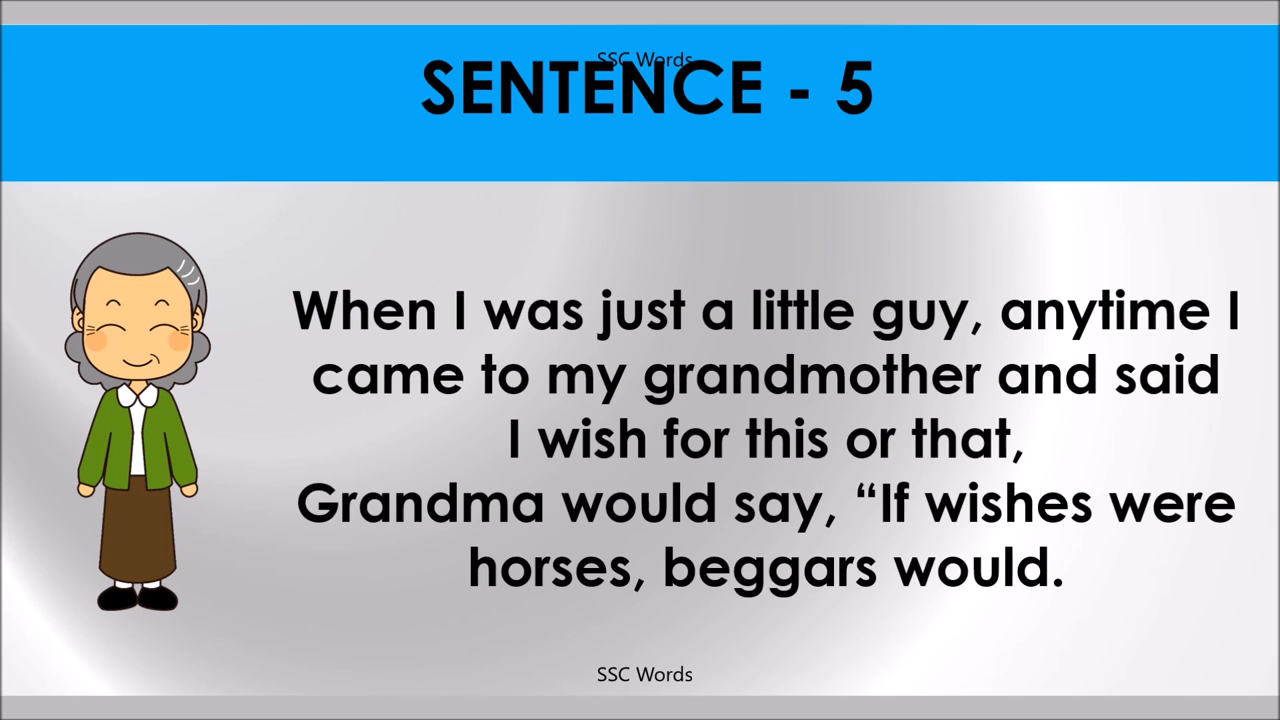 SSC Words
SENTENCE - 5
When I was just a little guy, anytime I
came to my grandmother and said
I wish for this or that,
Grandma would say, “If wishes were
horses, beggars would.
SSC Words